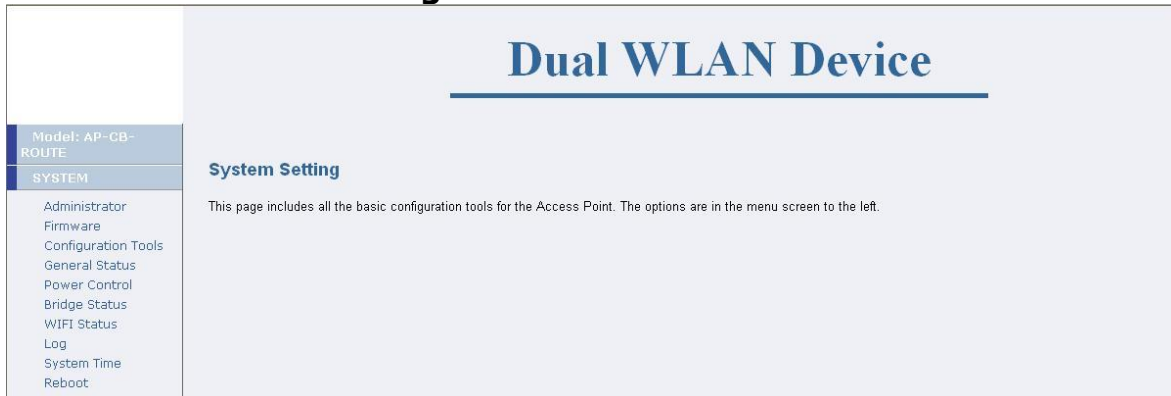 Dual WLAN Device
Model: AP-CB-
ROUTE
SYSTEM
Administrator
Firmware
Configuration Tools
General Status
Power Control
Bridge Status
WIFI Status
Log
System Time
Reboot
System Setting
This page includes all the basic configuration tools for the Access Point. The options are in the menu screen to the left.